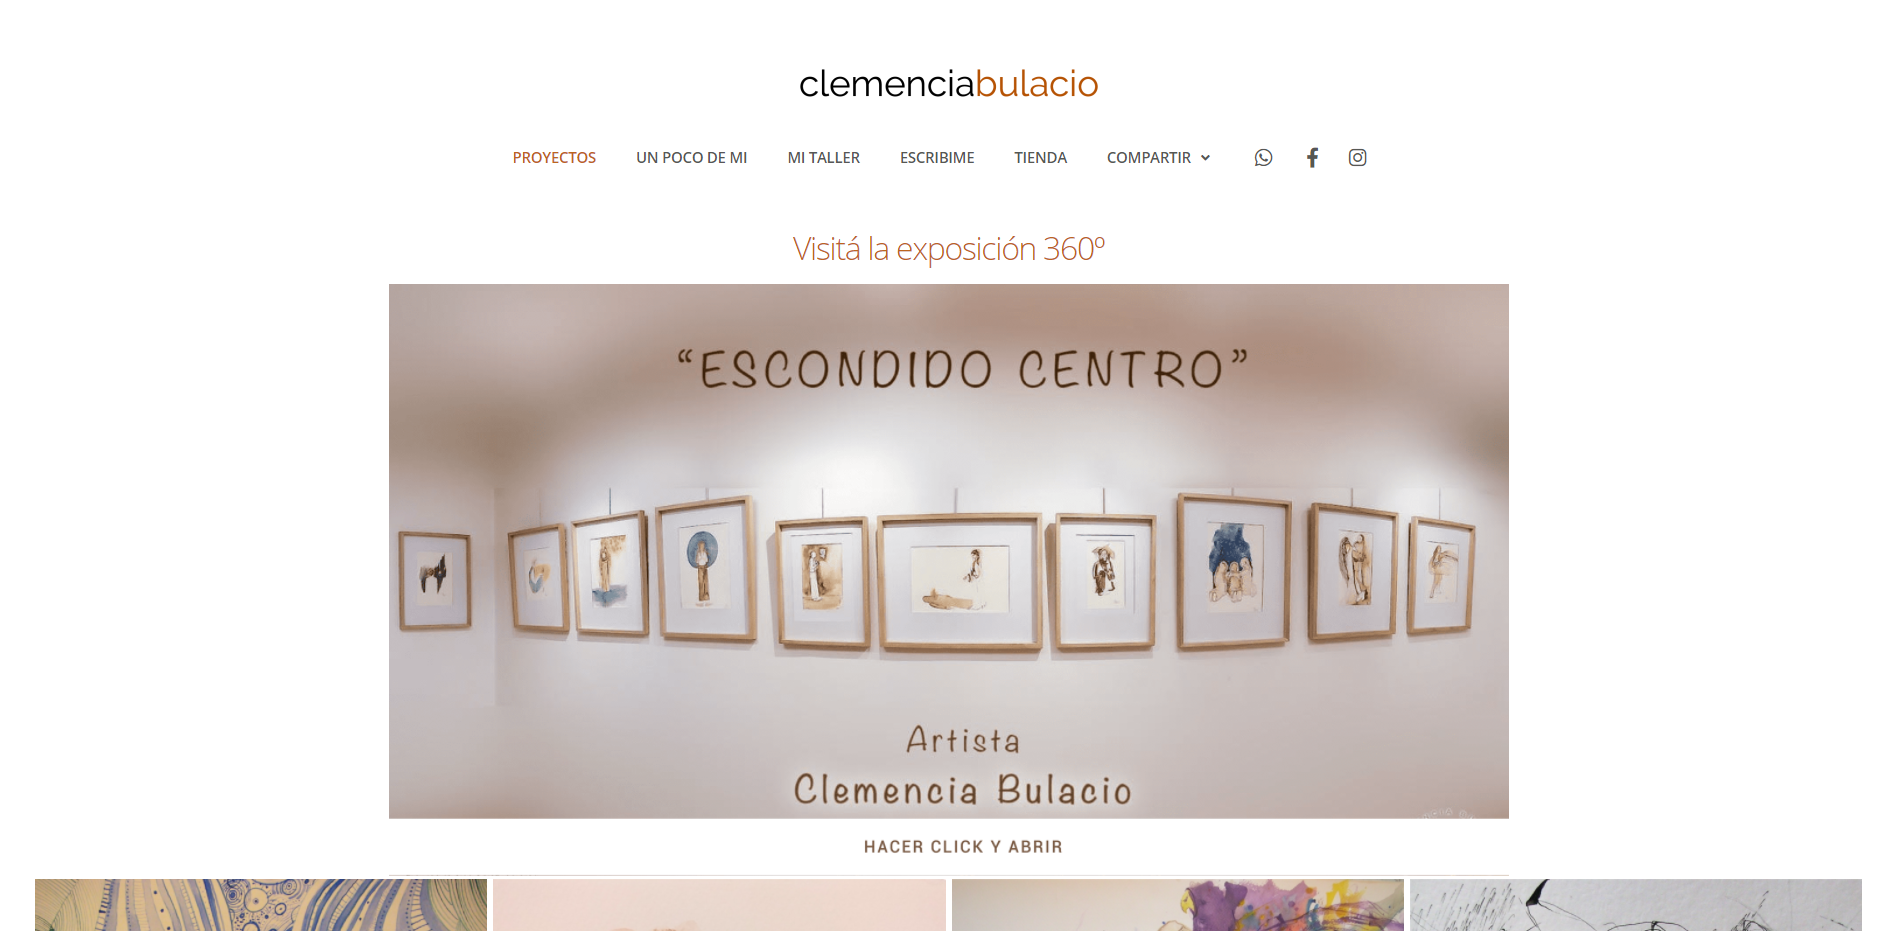 clemenciabulacio
PROYECTOS UN POCO DE MI MI TALLER ESCRIBIME TIENDA COMPARTIR
Visitá la exposición 360º
“ESCONDIDO CENTRO”
Artista
Clemencia Bulacio
HACER CLICK Y ABRIR